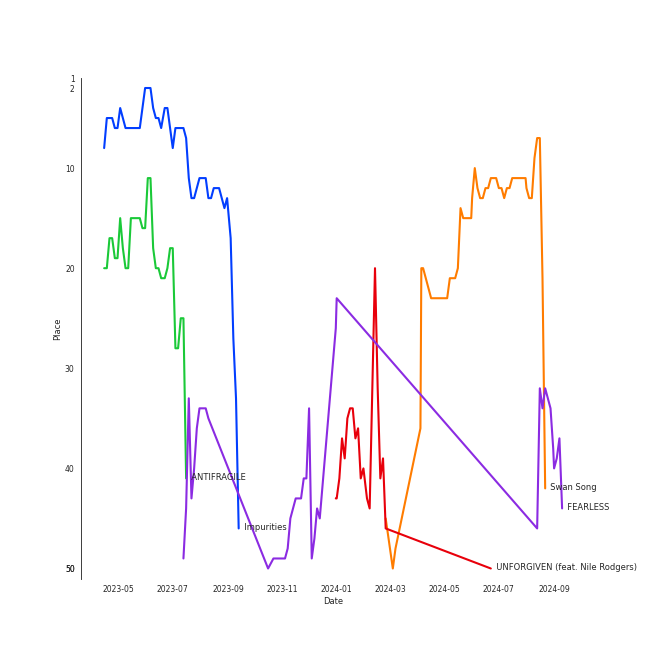 1
2
10
20
30
40
50
Place
ANTIFRAGILE
Impurities
Swan Song
FEARLESS
UNFORGIVEN (feat. Nile Rodgers)
2023-05 2023-07 2023-09 2023-11 2024-01 2024-03 2024-05 2024-07 2024-09
Date